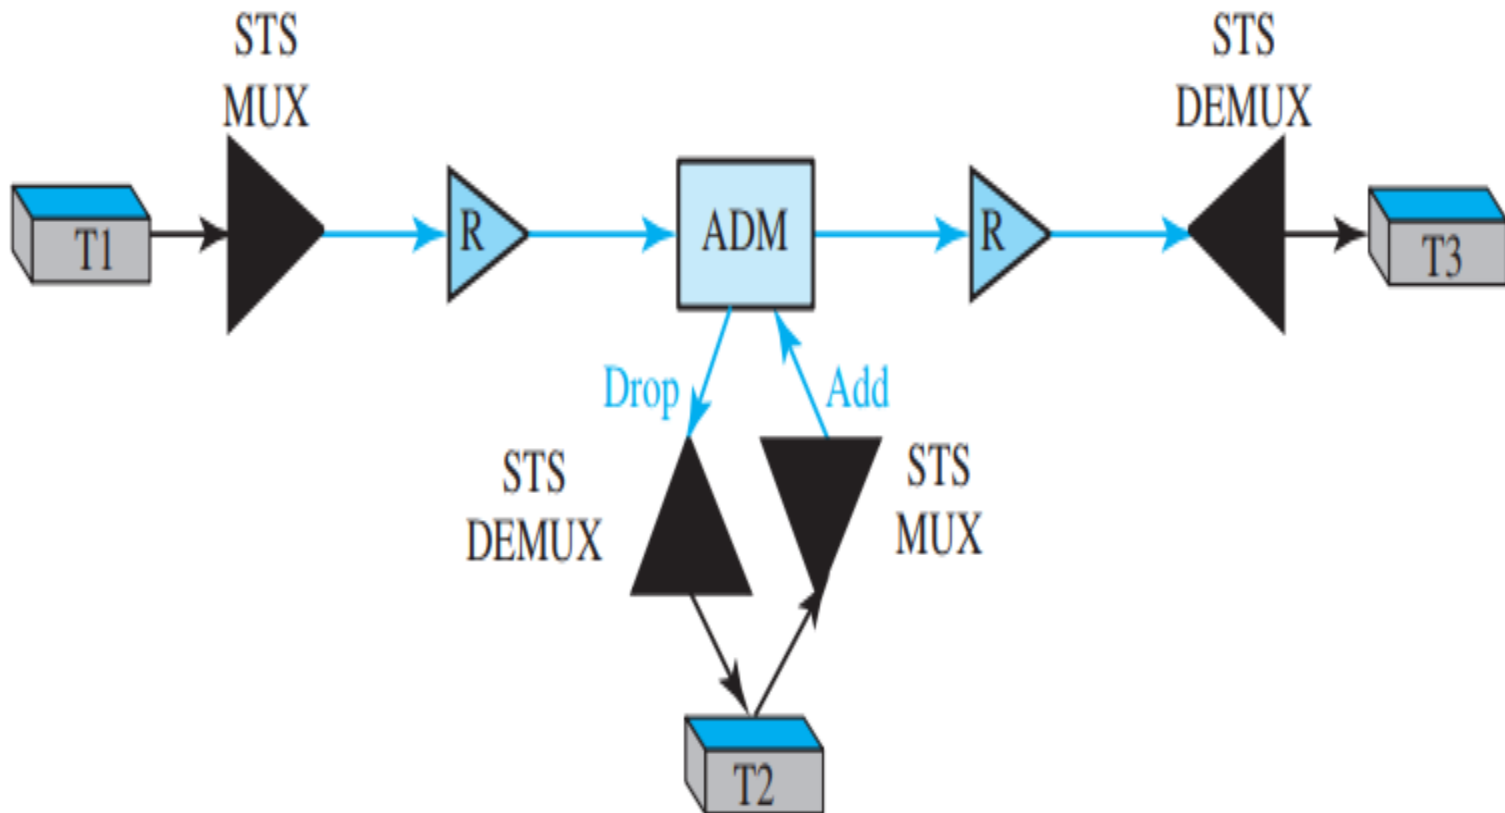 STS
MUX
STS
DEMUX
T1
R
ADM
R
T3
Drop
Add
STS
DEMUX
STS
MUX
T2